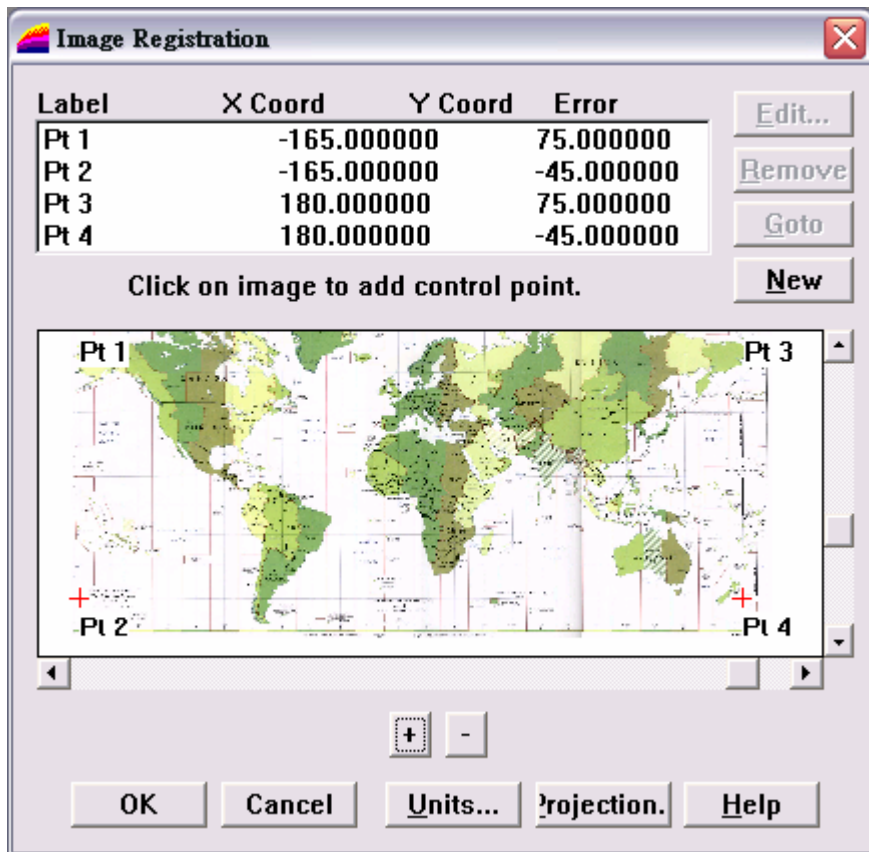 Image Registration
Label X Coord Y Coord Error
Pt 1 -165.000000 75.000000
Pt 2 -165.000000 -45.000000
Pt 3 180.000000 75.000000
Pt 4 180.000000 -45.000000
Edit...
Remove
Goto
New
Click on image to add control point.
Pt 1 Pt 3
Pt 2 Pt 4
+ -
OK Cancel Units... Projection. Help